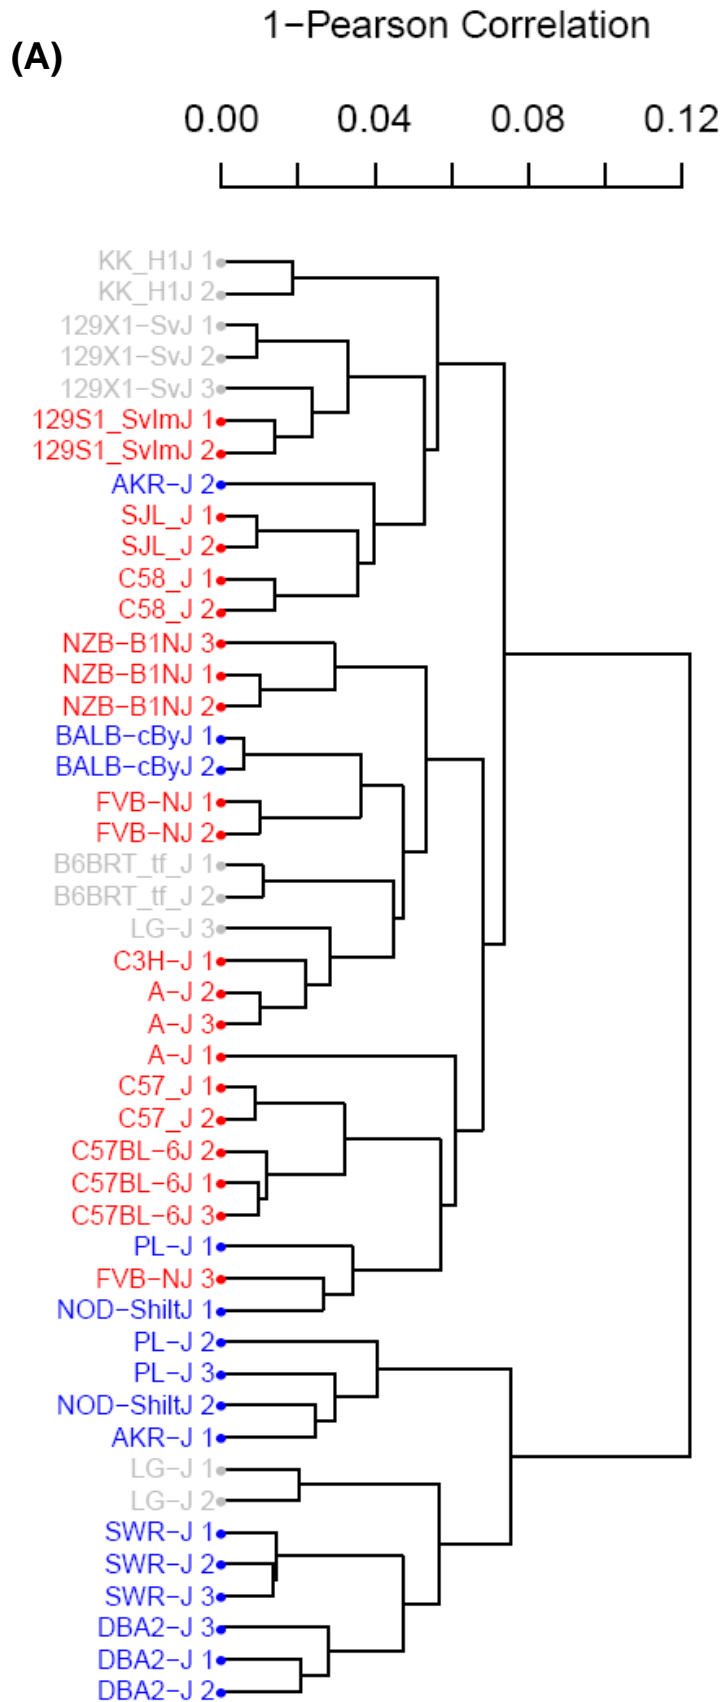 1−Pearson Correlation
(A)
0.00 0.04 0.08 0.12
KK_H1J 1
KK_H1J 2
129X1−SvJ 1
129X1−SvJ 2
129X1−SvJ 3
129S1_SvImJ 1
129S1_SvImJ 2
AKR−J 2
SJL_J 1
SJL_J 2
C58_J 1
C58_J 2
NZB−B1NJ 3
NZB−B1NJ 1
NZB−B1NJ 2
BALB−cByJ 1
BALB−cByJ 2
FVB−NJ 1
FVB−NJ 2
B6BRT_tf_J 1
B6BRT_tf_J 2
LG−J 3
C3H−J 1
A−J 2
A−J 3
A−J 1
C57_J 1
C57_J 2
C57BL−6J 2
C57BL−6J 1
C57BL−6J 3
PL−J 1
FVB−NJ 3
NOD−ShiltJ 1
PL−J 2
PL−J 3
NOD−ShiltJ 2
AKR−J 1
LG−J 1
LG−J 2
SWR−J 1
SWR−J 2
SWR−J 3
DBA2−J 3
DBA2−J 1
DBA2−J 2